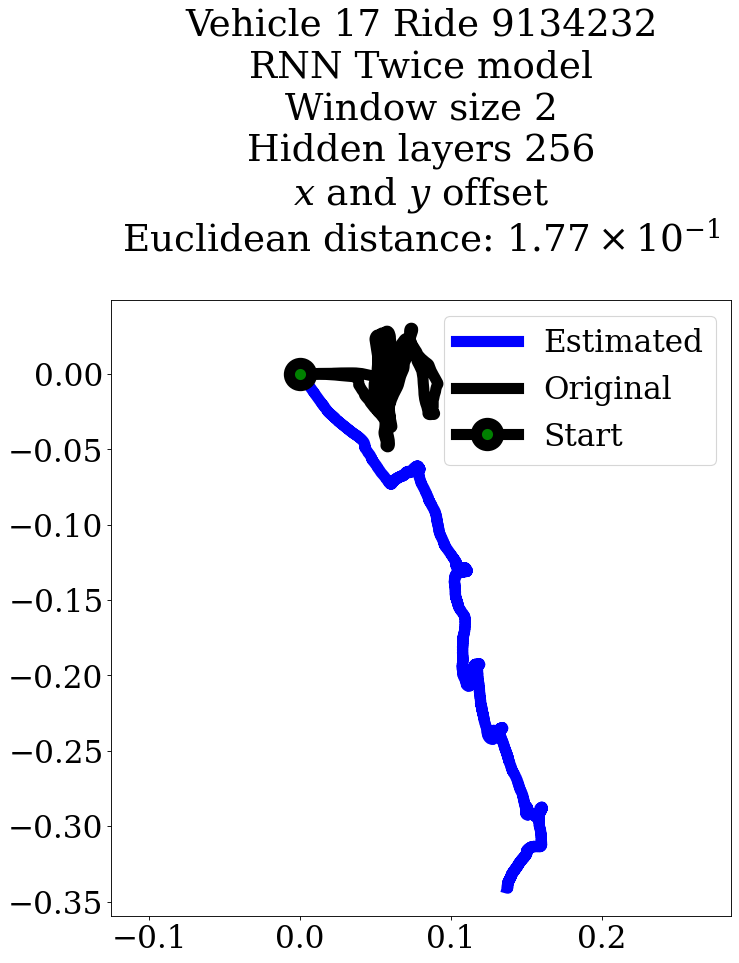 Vehicle 17 Ride 9134232
RNN Twice model
Window size 2
Hidden layers 256
x and y offset
Euclidean distance: 1.77 × 10⁻¹
Estimated
Original
Start
0.00
−0.05
−0.10
−0.15
−0.20
−0.25
−0.30
−0.35
−0.1
0.0
0.1
0.2